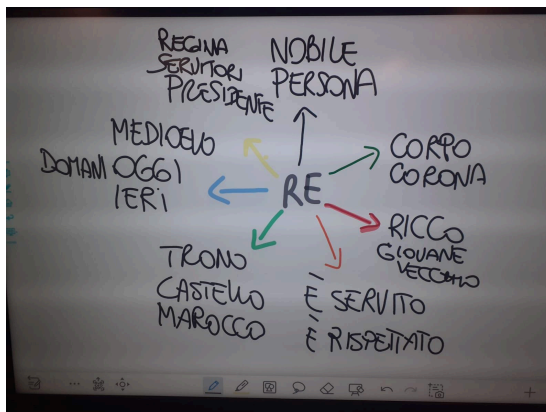 REGINA
SERVITORI
PRESIDENTE
NOBILE
PERSONA
MEDIOEVO
DOMANI OGGI
IERI
RE
CORPO
CORONA
RICCO
GIOVANE
VECCHIO
TRONO
CASTELLO
MAROCCO
È SERVITO
È RISPETTATO